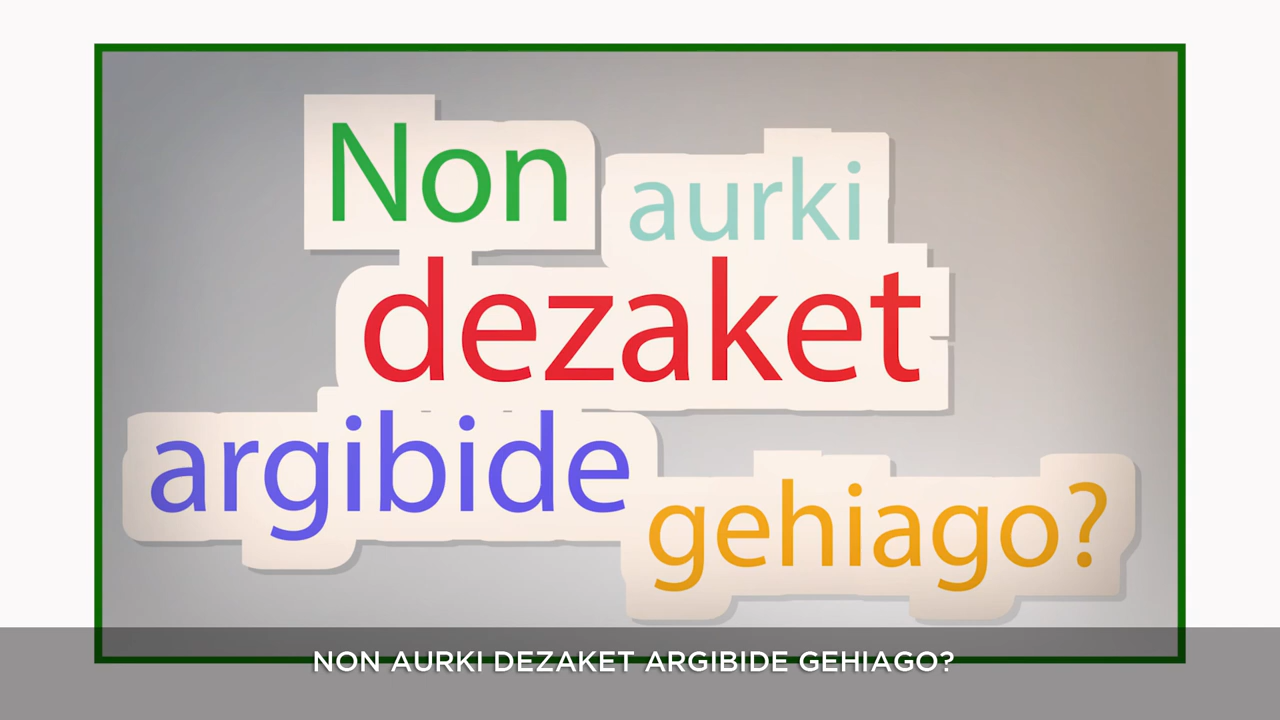 Non aurki
dezaket
argibide
gehiago?
NON AURKI DEZAKET ARGIBIDE GEHIAGO?